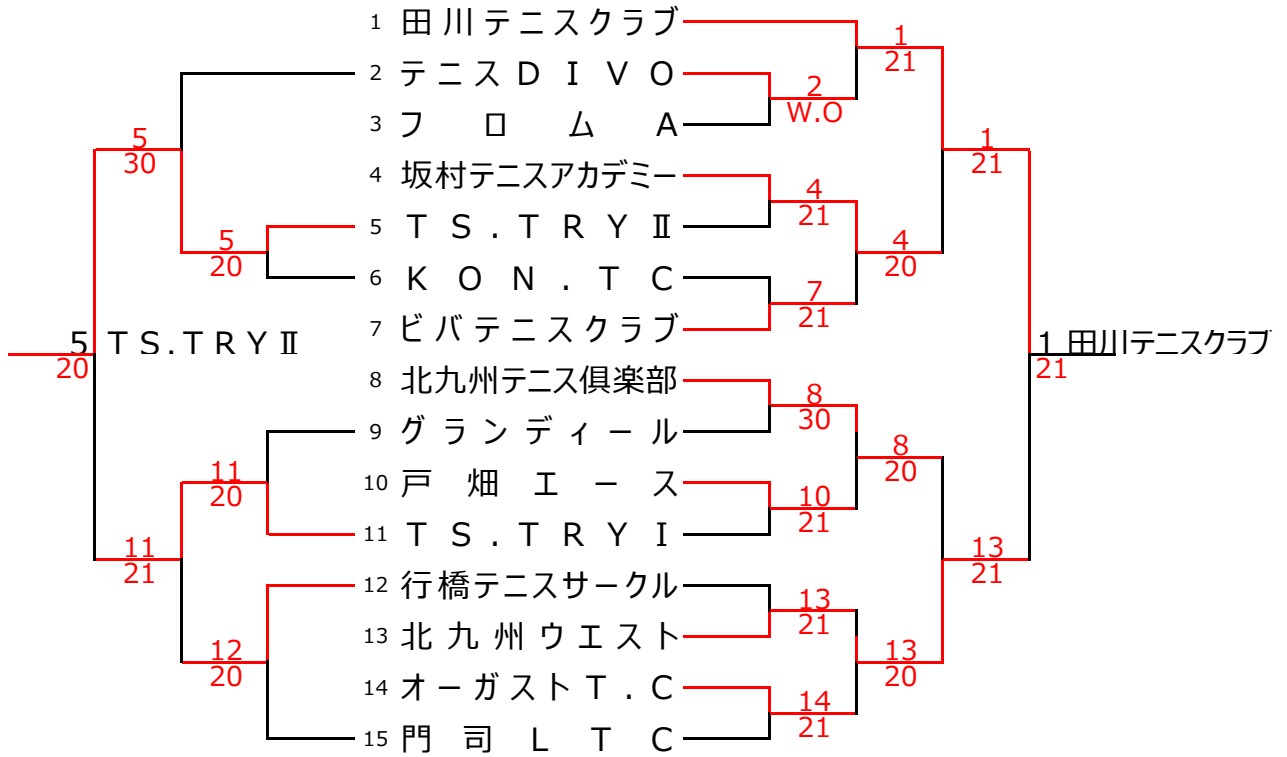 1 田川テニスクラブ 1
21
2 テニスＤＩＶＯ 2
W.O
3 フロムＡ
5
30
1
21
4 坂村テニスアカデミー 4
21
5 ＴＳ．ＴＲＹⅡ
5
20
4
20
6 ＫＯＮ．ＴＣ
7
21
7 ビバテニスクラブ
5 ＴＳ.ＴＲＹⅡ
20
1 田川テニスクラブ
21
8 北九州テニス倶楽部 8
30
9 グランディール
8
20
11
20
10 戸畑エース 10
21
11 ＴＳ．ＴＲＹⅠ
11
21
13
21
12 行橋テニスサークル 13
21
13 北九州ウエスト
12
20
13
20
14 オーガストＴ．Ｃ 14
21
15 門司ＬＴＣ